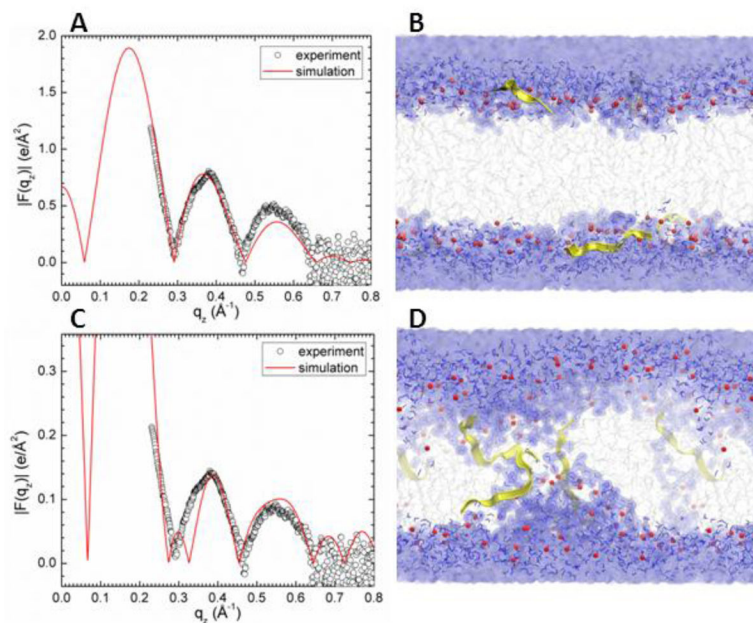 A
B
2.0
1.5
1.0
0.5
0.0
|F(qz)| (e/Å²)
experiment
simulation
0.0 0.1 0.2 0.3 0.4 0.5 0.6 0.7 0.8
qz (Å⁻¹)
C
D
0.3
0.2
0.1
0.0
|F(qz)| (e/Å²)
experiment
simulation
0.0 0.1 0.2 0.3 0.4 0.5 0.6 0.7 0.8
qz (Å⁻¹)